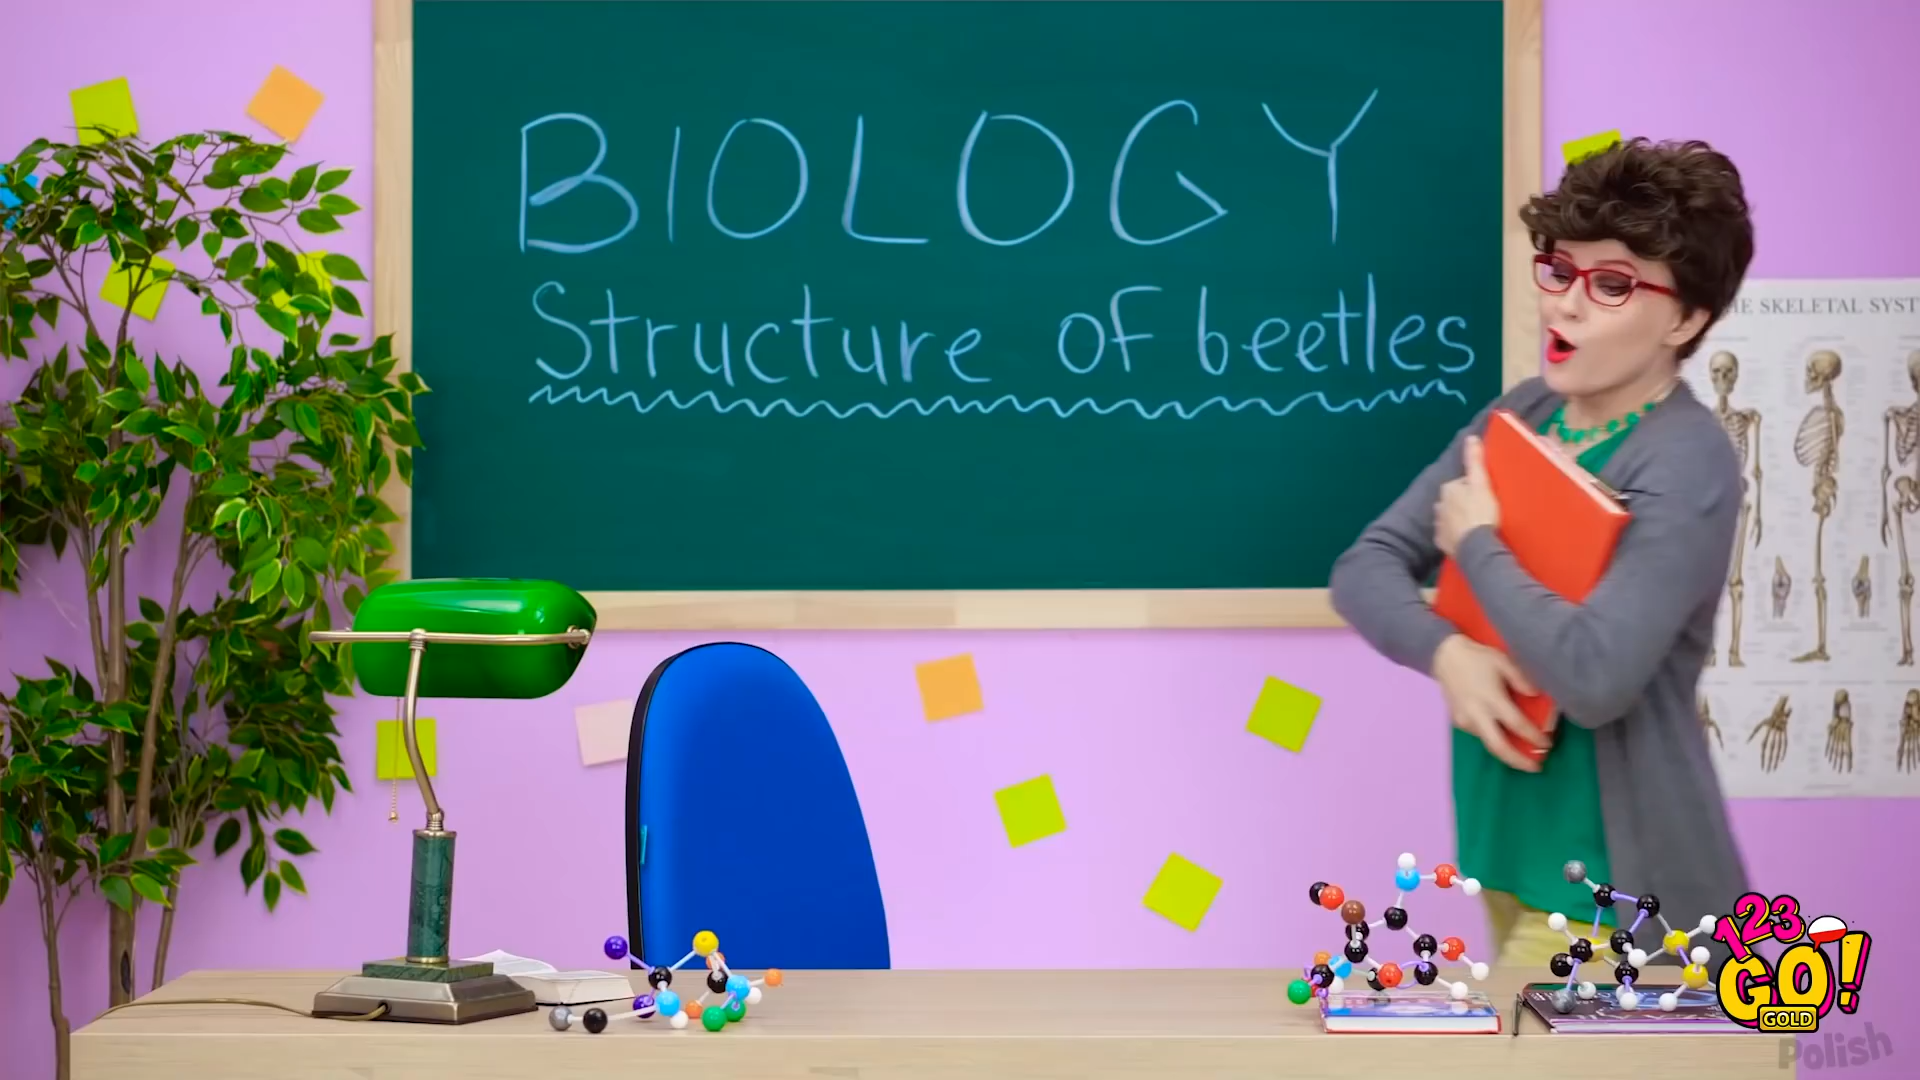 BIOLOGY
Structure of beetles
THE SKELETAL SYST
123
GO!
GOLD
Polish